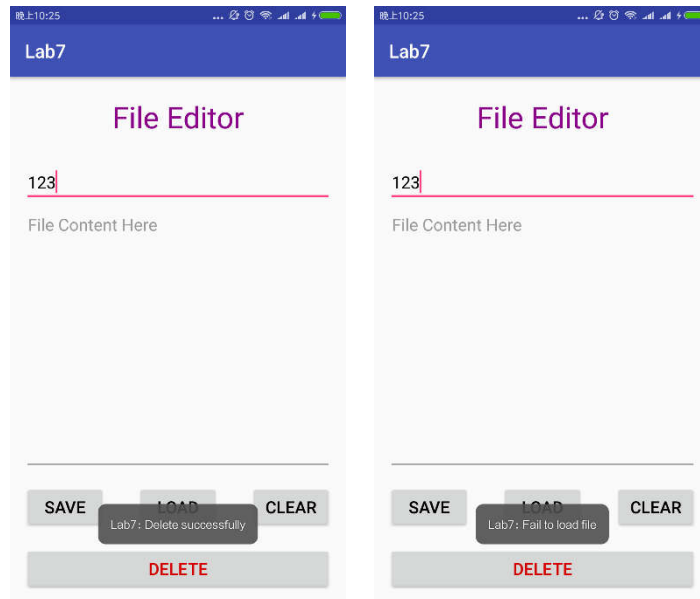 晚上10:25
Lab7
File Editor
123
File Content Here
SAVE
LOAD
CLEAR
Lab7: Delete successfully
DELETE
晚上10:25
Lab7
File Editor
123
File Content Here
SAVE
LOAD
CLEAR
Lab7: Fail to load file
DELETE